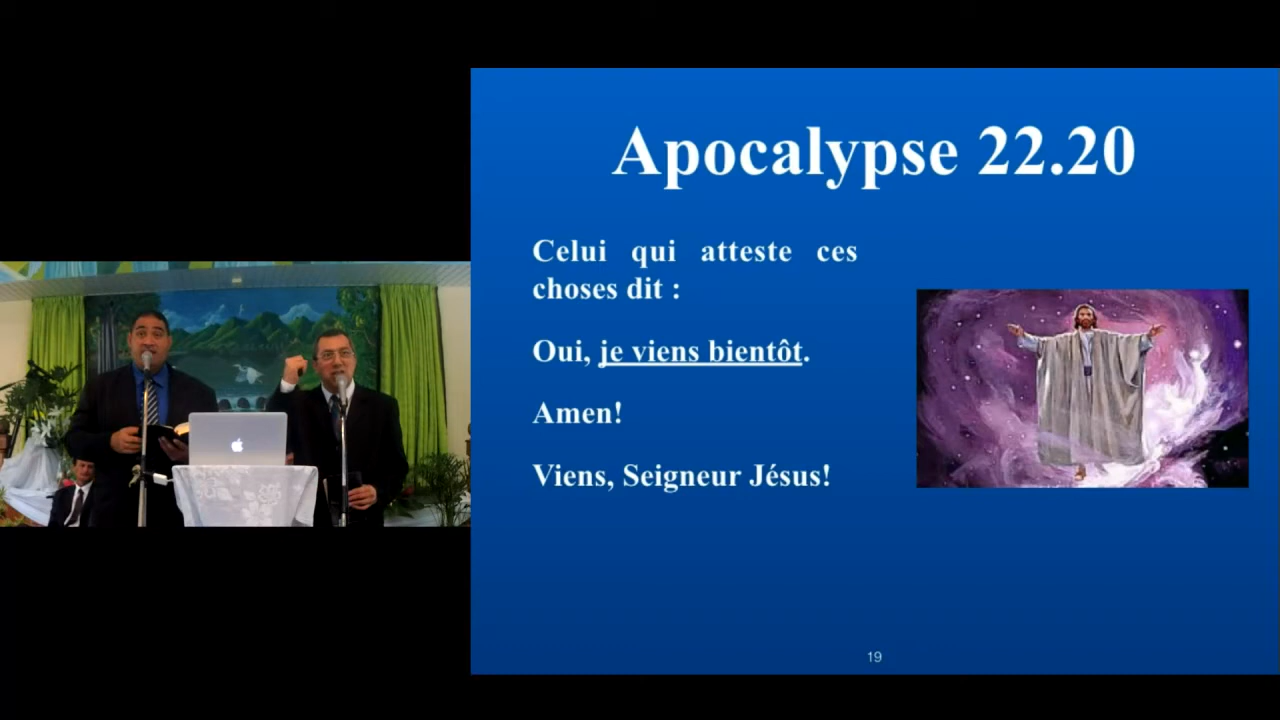 Apocalypse 22.20
Celui qui atteste ces
choses dit :
Oui, je viens bientôt.
Amen!
Viens, Seigneur Jésus!
19